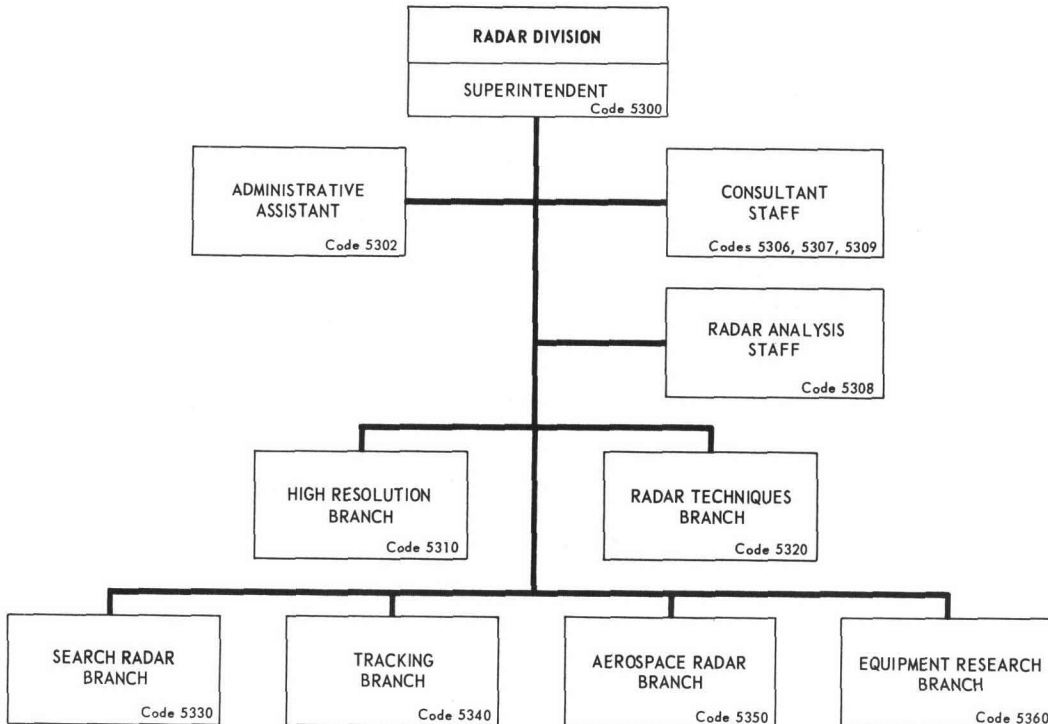 RADAR DIVISION
SUPERINTENDENT
Code 5300
ADMINISTRATIVE
ASSISTANT
Code 5302
CONSULTANT
STAFF
Codes 5306, 5307, 5309
RADAR ANALYSIS
STAFF
Code 5308
HIGH RESOLUTION
BRANCH
Code 5310
RADAR TECHNIQUES
BRANCH
Code 5320
SEARCH RADAR
BRANCH
Code 5330
TRACKING
BRANCH
Code 5340
AEROSPACE RADAR
BRANCH
Code 5350
EQUIPMENT RESEARCH
BRANCH
Code 5360